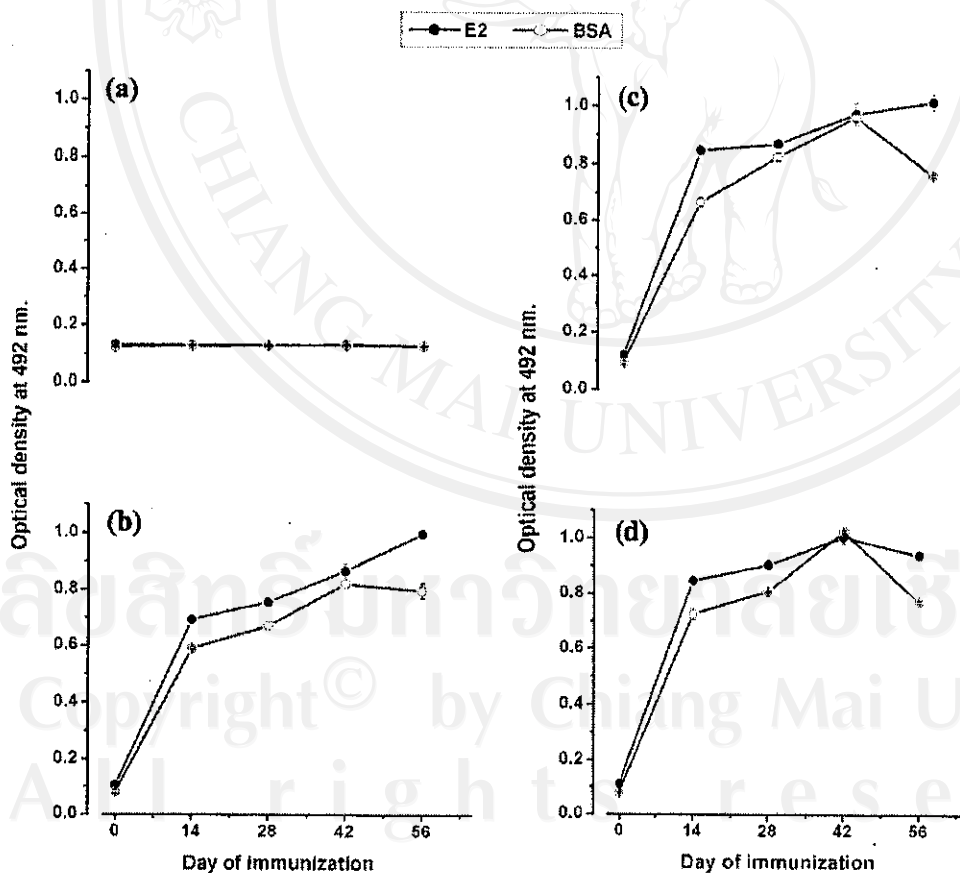 E2 BSA
(a)
1.0
0.8
0.6
0.4
0.2
0.0
(c)
1.0
0.8
0.6
0.4
0.2
0.0
Optical density at 492 nm.
Optical density at 492 nm.
CHIANG MAI UNIVERSITY
(b)
1.0
0.8
0.6
0.4
0.2
0.0
0 14 28 42 56
Day of immunization
(d)
1.0
0.8
0.6
0.4
0.2
0.0
0 14 28 42 56
Day of immunization
Copyright © by Chiang Mai U
All rights rese